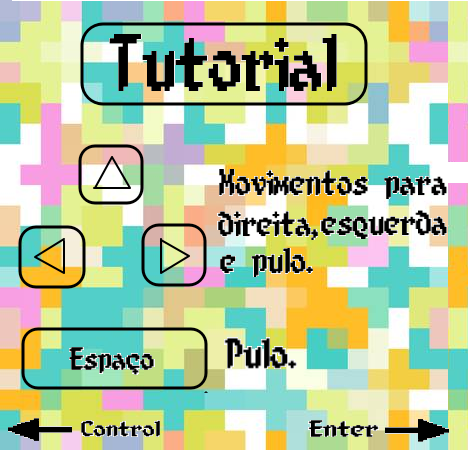 Tutorial
Movimentos para
direita,esquerda
e pulo.
Espaço
Pulo.
Control
Enter